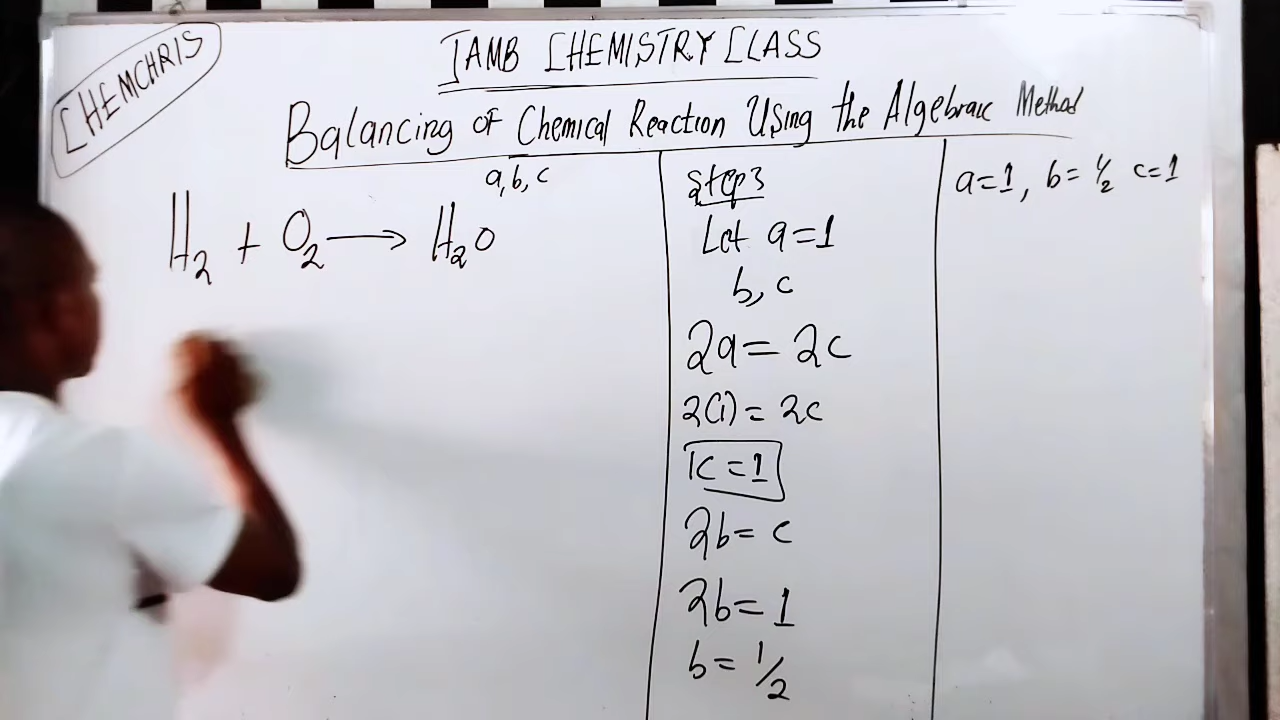 CHEMCHRIS
JAMB CHEMISTRY CLASS
Balancing of Chemical Reaction Using the Algebraic Method
a, b, c
H2 + O2 → H2O
Step 3
Let a=1
b, c
2a = 2c
2(1) = 2c
c = 1
2b = c
2b = 1
b = 1/2
a=1, b= 1/2 c=1